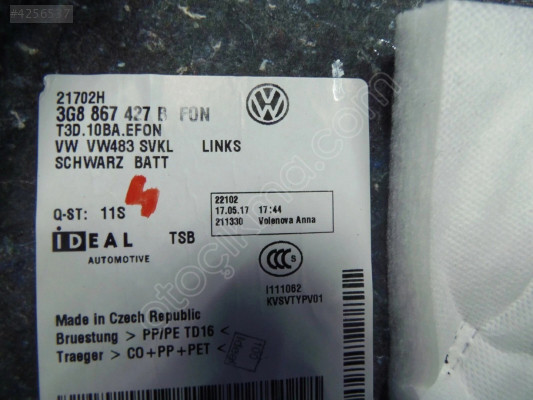 #4256537
21702H
3G8 867 427 B FON
T3D.10BA.EFON
VW VW483 SVKL LINKS
SCHWARZ BATT
4
Q-ST: 11S
22102
17.05.17 17:44
211330 Volenova Anna
IDEAL TSB
AUTOMOTIVE
CCC S
I111062
KVSVTYPV01
Made in Czech Republic
Bruestung > PP/PE TD16 <
Traeger > CO+PP+PET <